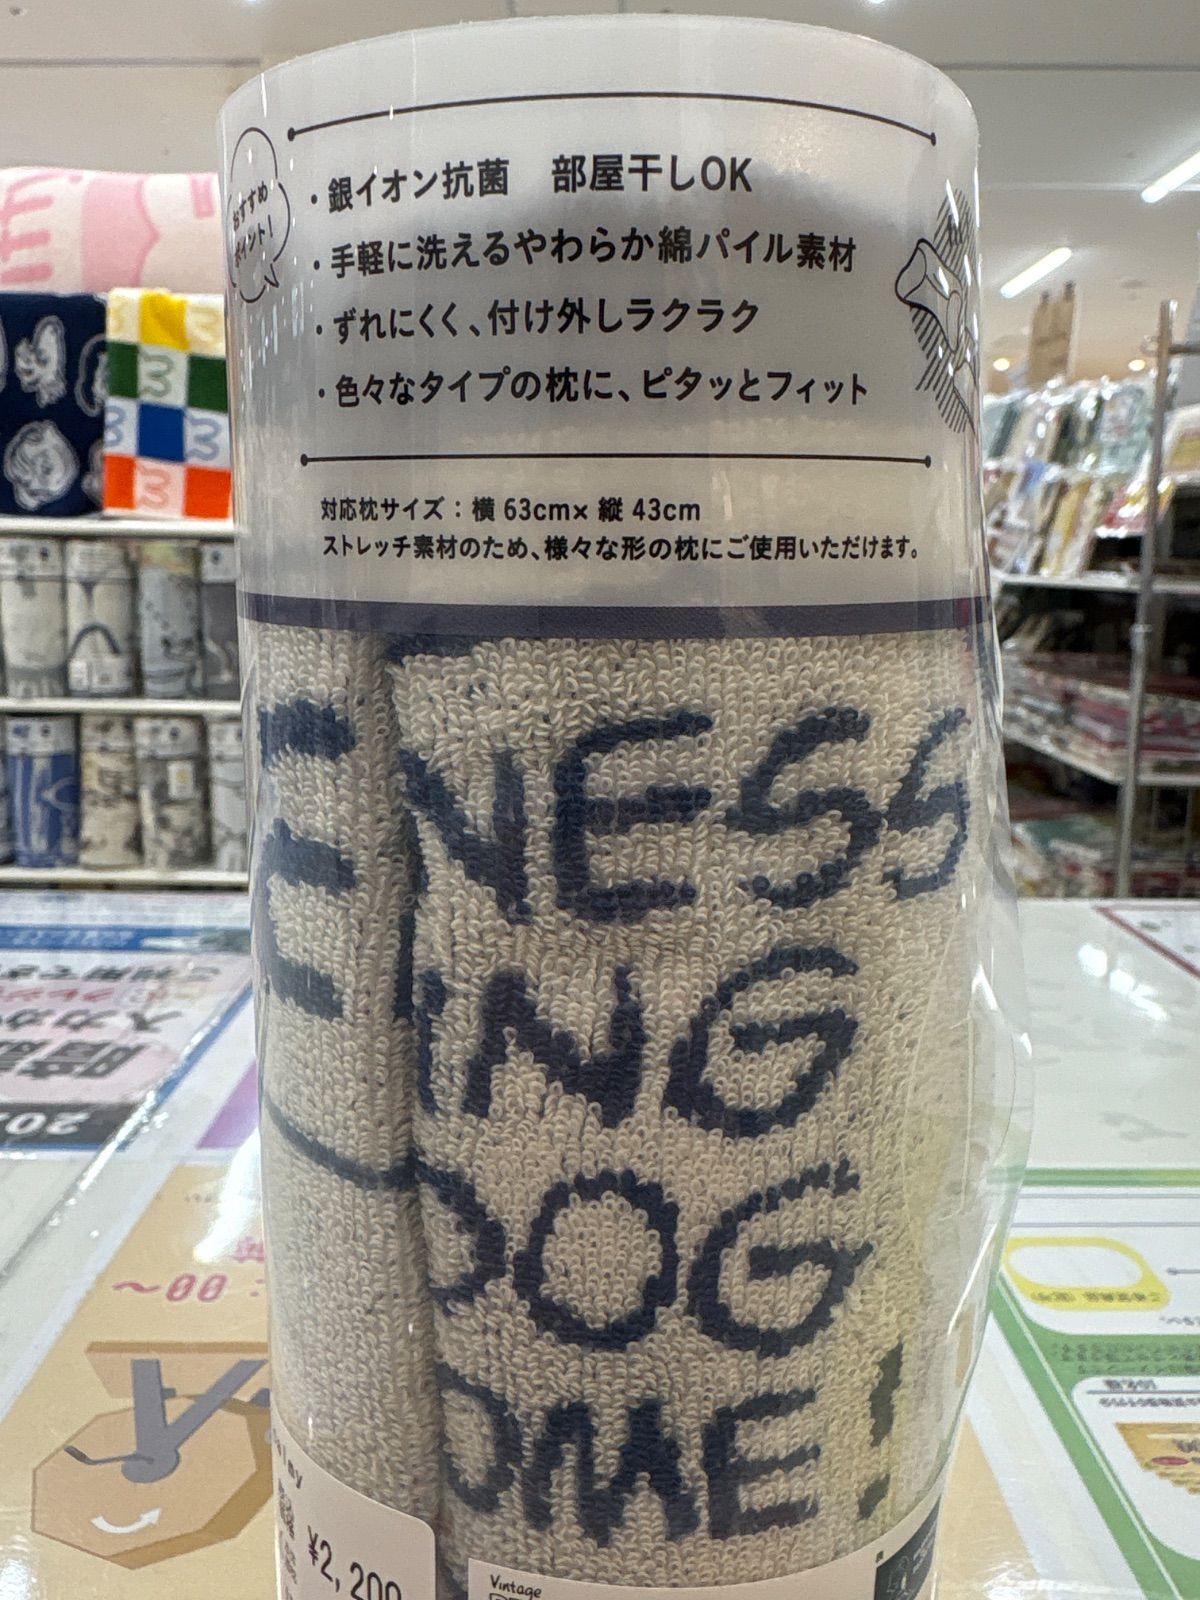 おすすめ
ポイント!
・銀イオン抗菌　部屋干しOK
・手軽に洗えるやわらか綿パイル素材
・ずれにくく、付け外しラクラク
・色々なタイプの枕に、ピタッとフィット
対応枕サイズ：横 63cm× 縦 43cm
ストレッチ素材のため、様々な形の枕にご使用いただけます。
NESS
ING
DOG
OME!
¥2,200
Vintage